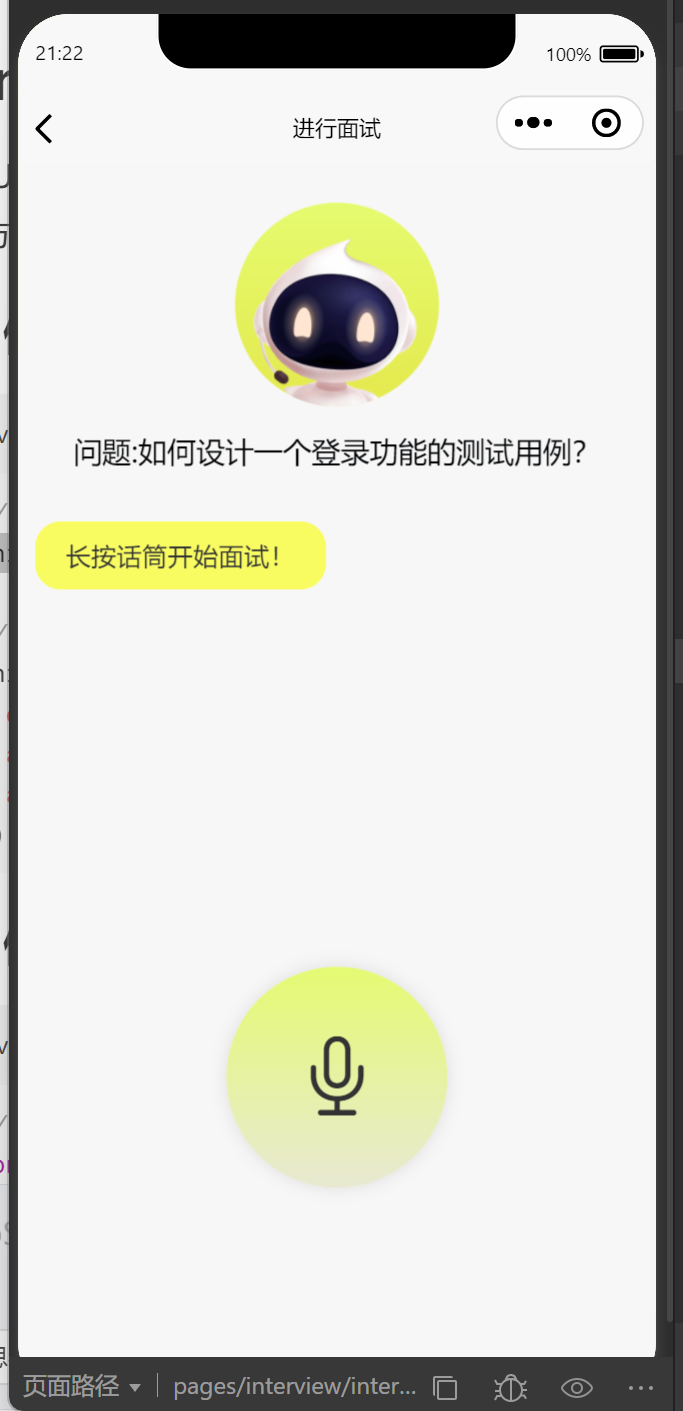 21:22
100%
进行面试
问题:如何设计一个登录功能的测试用例?
长按话筒开始面试!
页面路径
pages/interview/inter...